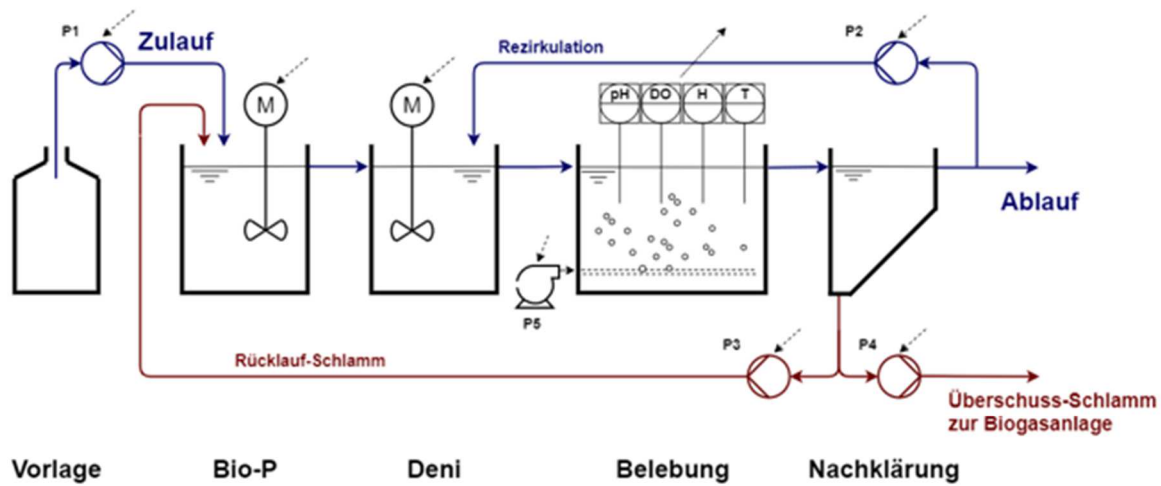 P1
Zulauf
Rezirkulation
P2
M
M
pH
DO
H
T
Ablauf
P5
Rücklauf-Schlamm
P3
P4
Überschuss-Schlamm
zur Biogasanlage
Vorlage
Bio-P
Deni
Belebung
Nachklärung